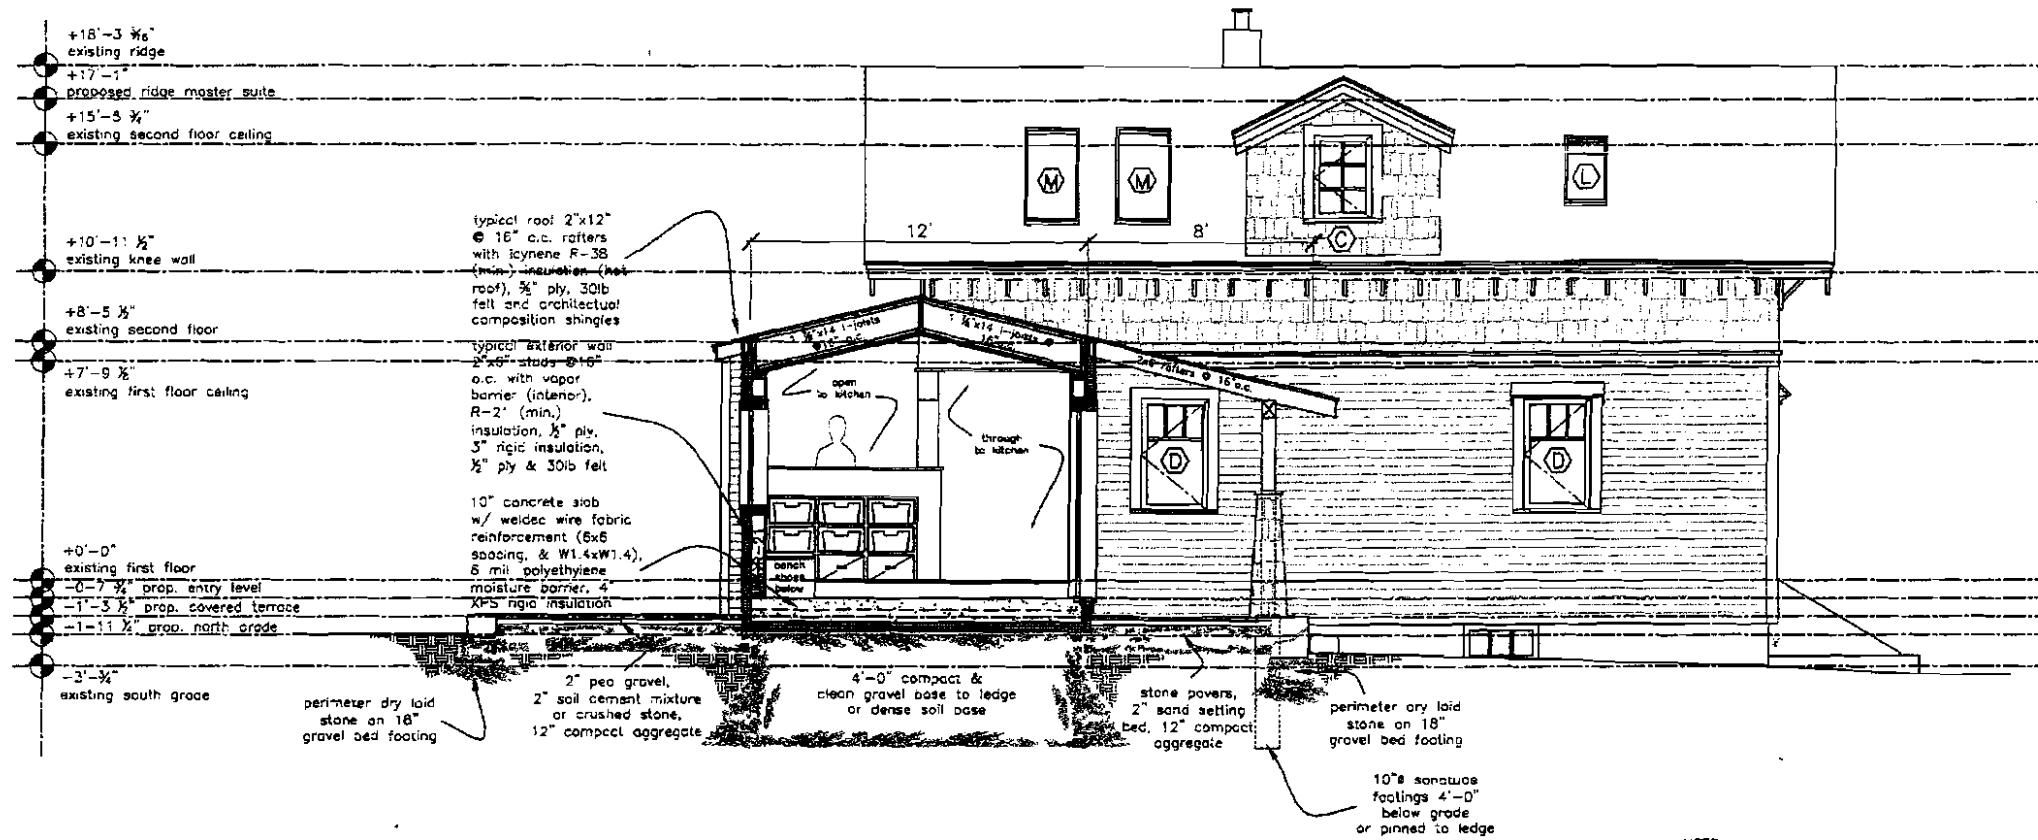 +18'-3 ⁹⁄₁₆"
existing ridge
+17'-1"
proposed ridge master suite
+15'-5 ¾"
existing second floor ceiling
+10'-11 ½"
existing knee wall
+8'-5 ½"
existing second floor
+7'-9 ½"
existing first floor ceiling
+0'-0"
existing first floor
-0-7 ¾" prop. entry level
-1'-3 ½" prop. covered terrace
-1-11 ½" prop. north grade
-3'-¾"
existing south grade
typical roof 2"x12"
@ 16" o.c. rafters
with icynene R-38
(min.) insulation (hot
roof), ⅝" ply, 30lb
felt and architectual
composition shingles
typical exterior wall
2"x6" studs @16"
o.c. with vapor
barrier (interior),
R-21 (min.)
insulation, ½" ply,
3" rigid insulation,
½" ply & 30lb felt
10" concrete slab
w/ welded wire fabric
reinforcement (6x6
spacing, & W1.4xW1.4),
6 mil polyethylene
moisture barrier, 4"
XPS rigid insulation
12'
8'
M
M
C
L
x14 i-joists
@16" o.c.
x14 i-joists @
16" o.c.
2x6 rafters @ 16"o.c.
open
to kitchen
through
to kitchen
bench
shoes
below
D
D
perimeter dry laid
stone on 18"
gravel bed footing
2" pea gravel,
2" soil cement mixture
or crushed stone,
12" compact aggregate
4'-0" compact &
clean gravel base to ledge
or dense soil base
stone pavers,
2" sand setting
bed, 12" compact
aggregate
perimeter dry laid
stone on 18"
gravel bed footing
10"ø sonotube
footings 4'-0"
below grade
or pinned to ledge